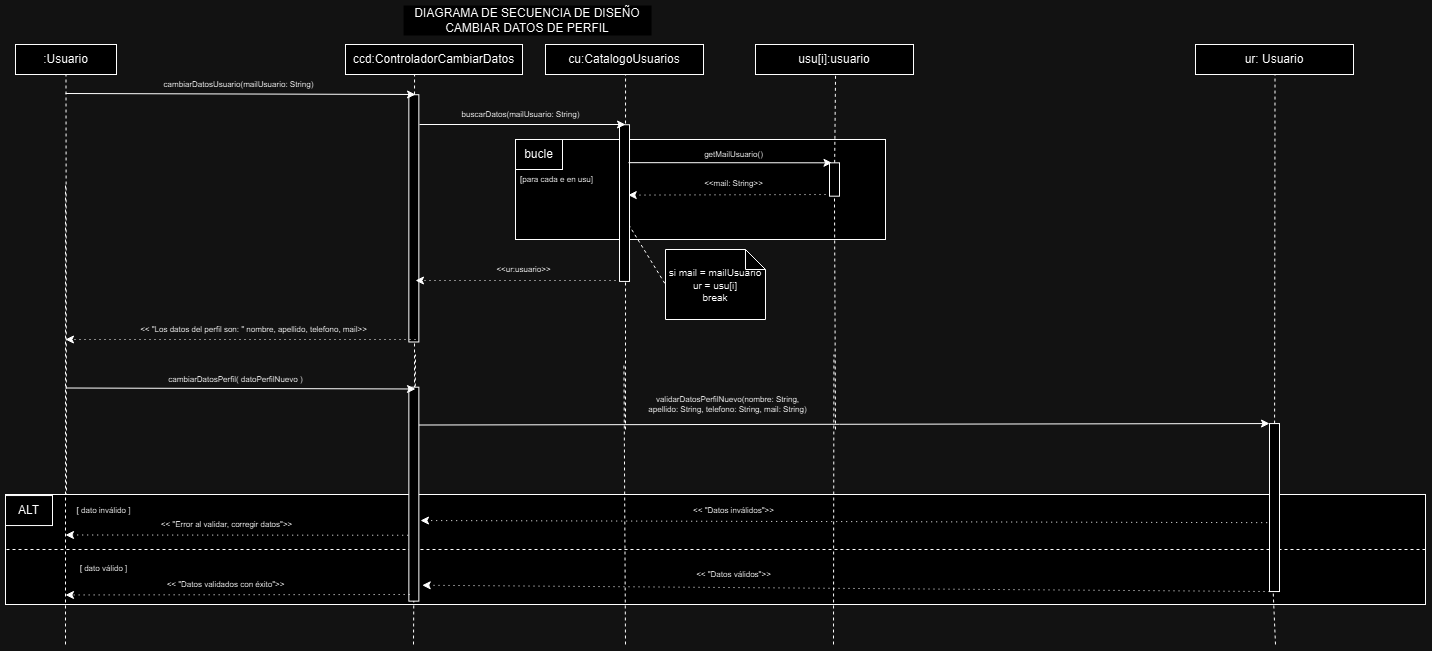 DIAGRAMA DE SECUENCIA DE DISEÑO
CAMBIAR DATOS DE PERFIL
:Usuario
ccd:ControladorCambiarDatos
cu:CatalogoUsuarios
usu[i]:usuario
ur: Usuario
cambiarDatosUsuario(mailUsuario: String)
buscarDatos(mailUsuario: String)
bucle
[para cada e en usu]
getMailUsuario()
<<mail: String>>
si mail = mailUsuario
ur = usu[i]
break
<<ur:usuario>>
<< "Los datos del perfil son: " nombre, apellido, telefono, mail>>
cambiarDatosPerfil( datoPerfilNuevo )
validarDatosPerfilNuevo(nombre: String,
apellido: String, telefono: String, mail: String)
ALT
[ dato inválido ]
<< "Datos inválidos">>
<< "Error al validar, corregir datos">>
[ dato válido ]
<< "Datos válidos">>
<< "Datos validados con éxito">>